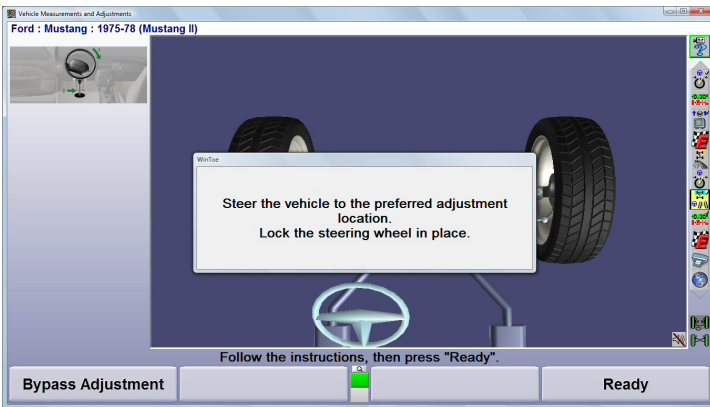 Vehicle Measurements and Adjustments
Ford : Mustang : 1975-78 (Mustang II)
WinToe
Steer the vehicle to the preferred adjustment
location.
Lock the steering wheel in place.
Follow the instructions, then press "Ready".
Bypass Adjustment
Ready